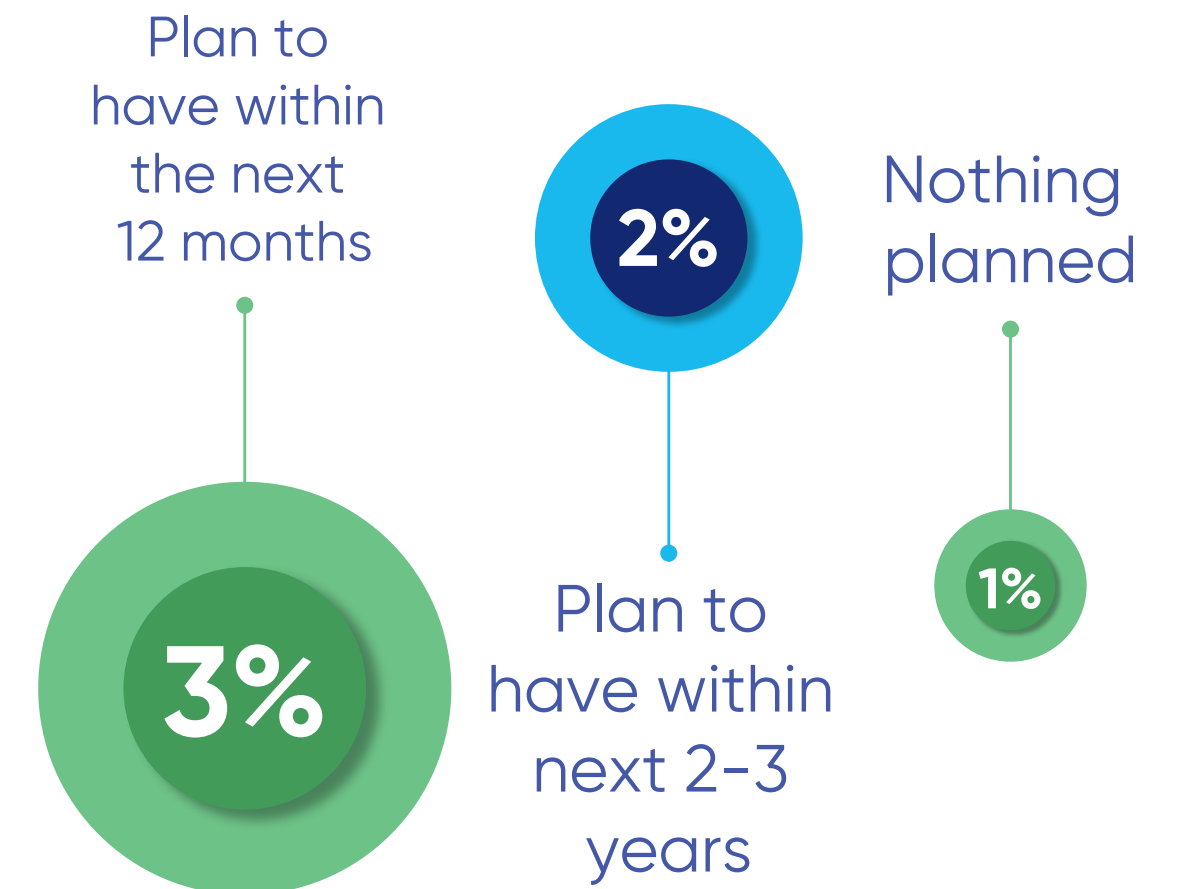 Plan to
have within
the next
12 months
3%
2%
Plan to
have within
next 2-3
years
Nothing
planned
1%